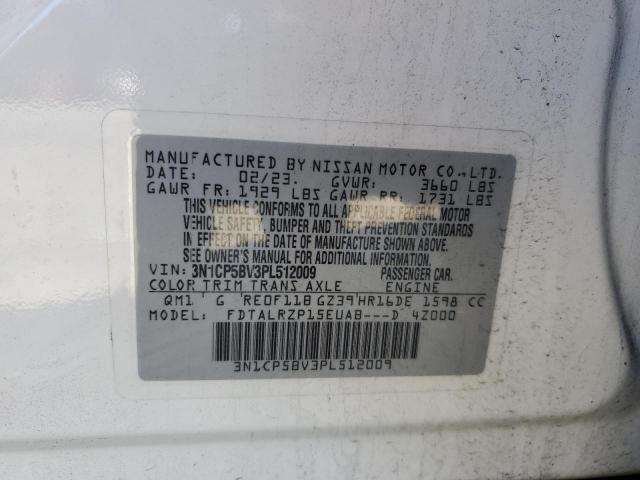 MANUFACTURED BY NISSAN MOTOR CO.,LTD.
DATE: 02/23. GVWR: 3660 LBS
GAWR FR: 1929 LBS GAWR RR: 1731 LBS
THIS VEHICLE CONFORMS TO ALL APPLICABLE FEDERAL MOTOR
VEHICLE SAFETY, BUMPER AND THEFT PREVENTION STANDARDS
IN EFFECT ON THE DATE OF MANUFACTURE SHOWN ABOVE.
SEE OWNER'S MANUAL FOR ADDITIONAL INFORMATION
VIN: 3N1CP5BV3PL512009 PASSENGER CAR.
COLOR TRIM TRANS AXLE ENGINE
QM1 G RE0F11B GZ39 HR16DE 1598 CC
MODEL: FDTALRZP15EUAB---D 4Z000
3N1CP5BV3PL512009